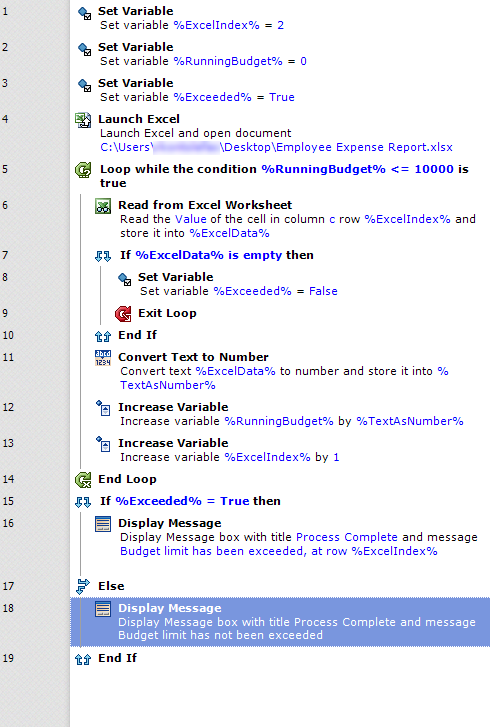 1 Set Variable
Set variable %ExcelIndex% = 2
2 Set Variable
Set variable %RunningBudget% = 0
3 Set Variable
Set variable %Exceeded% = True
4 Launch Excel
Launch Excel and open document
C:\Users\ \Desktop\Employee Expense Report.xlsx
5 Loop while the condition %RunningBudget% <= 10000 is
true
6 Read from Excel Worksheet
Read the Value of the cell in column c row %ExcelIndex% and
store it into %ExcelData%
7 If %ExcelData% is empty then
8 Set Variable
Set variable %Exceeded% = False
9 Exit Loop
10 End If
11 Convert Text to Number
Convert text %ExcelData% to number and store it into %
TextAsNumber%
12 Increase Variable
Increase variable %RunningBudget% by %TextAsNumber%
13 Increase Variable
Increase variable %ExcelIndex% by 1
14 End Loop
15 If %Exceeded% = True then
16 Display Message
Display Message box with title Process Complete and message
Budget limit has been exceeded, at row %ExcelIndex%
17 Else
18 Display Message
Display Message box with title Process Complete and message
Budget limit has not been exceeded
19 End If